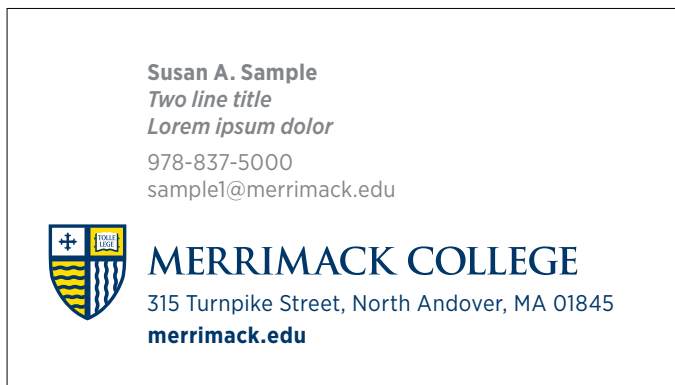 Susan A. Sample
Two line title
Lorem ipsum dolor
978-837-5000
sample1@merrimack.edu
TOLLE
LEGE
MERRIMACK COLLEGE
315 Turnpike Street, North Andover, MA 01845
merrimack.edu